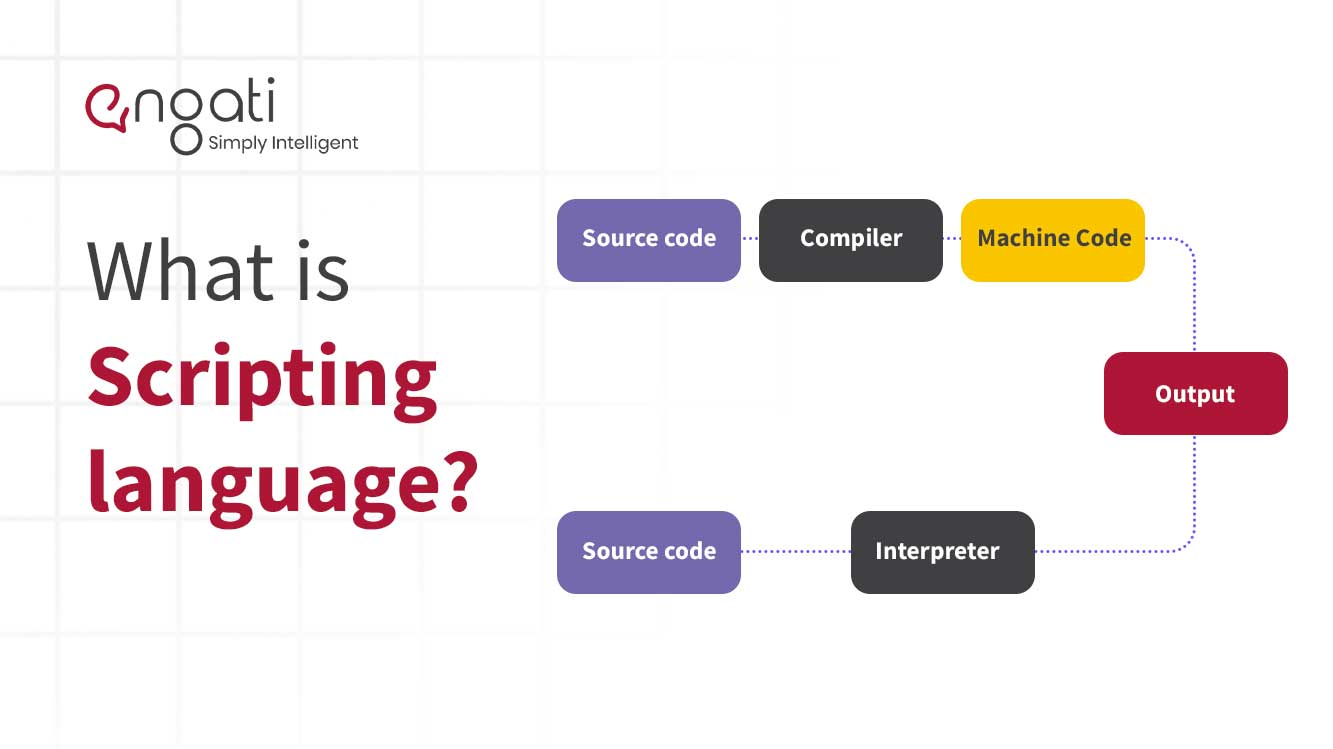 engati
Simply Intelligent
What is
Scripting
language?
Source code
Compiler
Machine Code
Output
Source code
Interpreter